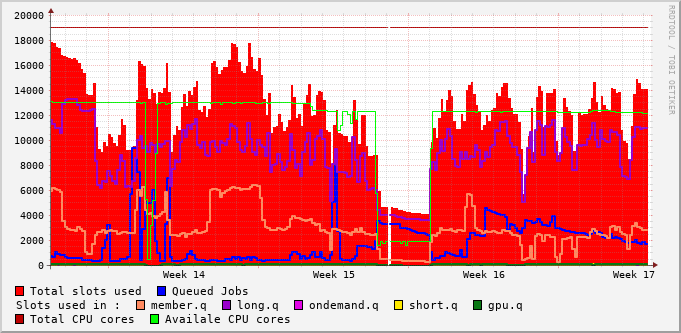 20000
18000
16000
14000
12000
10000
8000
6000
4000
2000
0
Week 14 Week 15 Week 16 Week 17
RRDTOOL / TOBI OETIKER
Total slots used Queued Jobs
Slots used in : member.q long.q ondemand.q short.q gpu.q
Total CPU cores Availale CPU cores